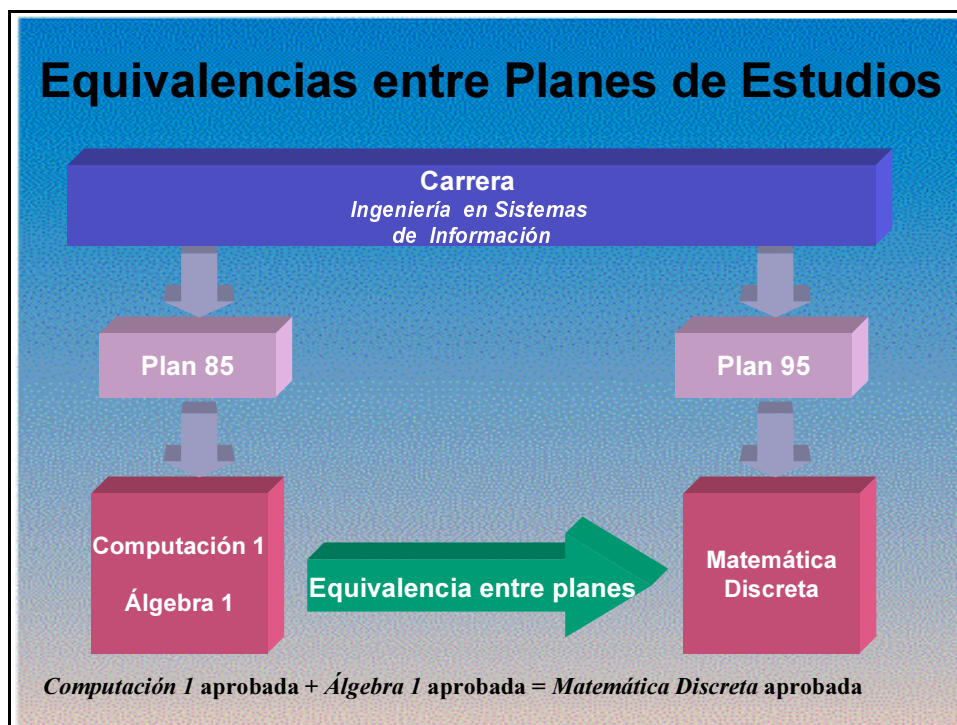 Equivalencias entre Planes de Estudios
Carrera
Ingeniería en Sistemas
de Información
Plan 85
Plan 95
Computación 1
Álgebra 1
Equivalencia entre planes
Matemática
Discreta
Computación 1 aprobada + Álgebra 1 aprobada = Matemática Discreta aprobada